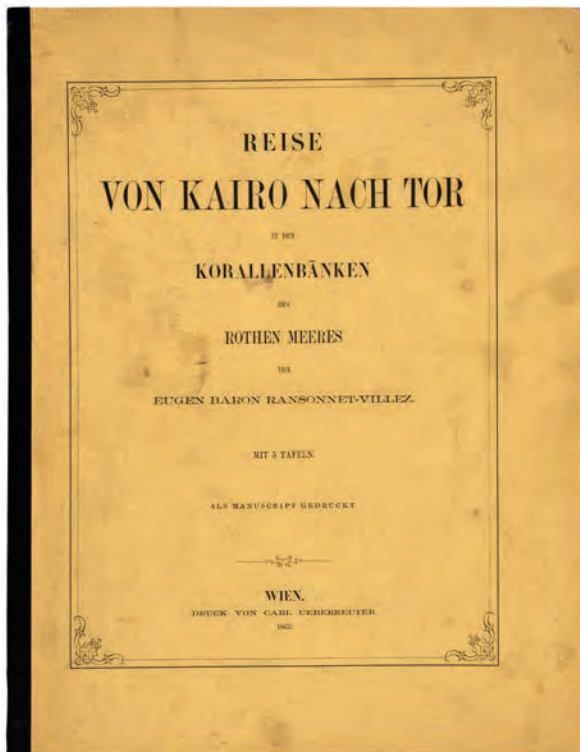 REISE
VON KAIRO NACH TOR
ZU DEN
KORALLENBÄNKEN
DES
ROTHEN MEERES
VON
EUGEN BARON RANSONNET-VILLEZ.
MIT 5 TAFELN.
ALS MANUSCRIPT GEDRUCKT
WIEN.
DRUCK VON CARL UEBERREUTER.